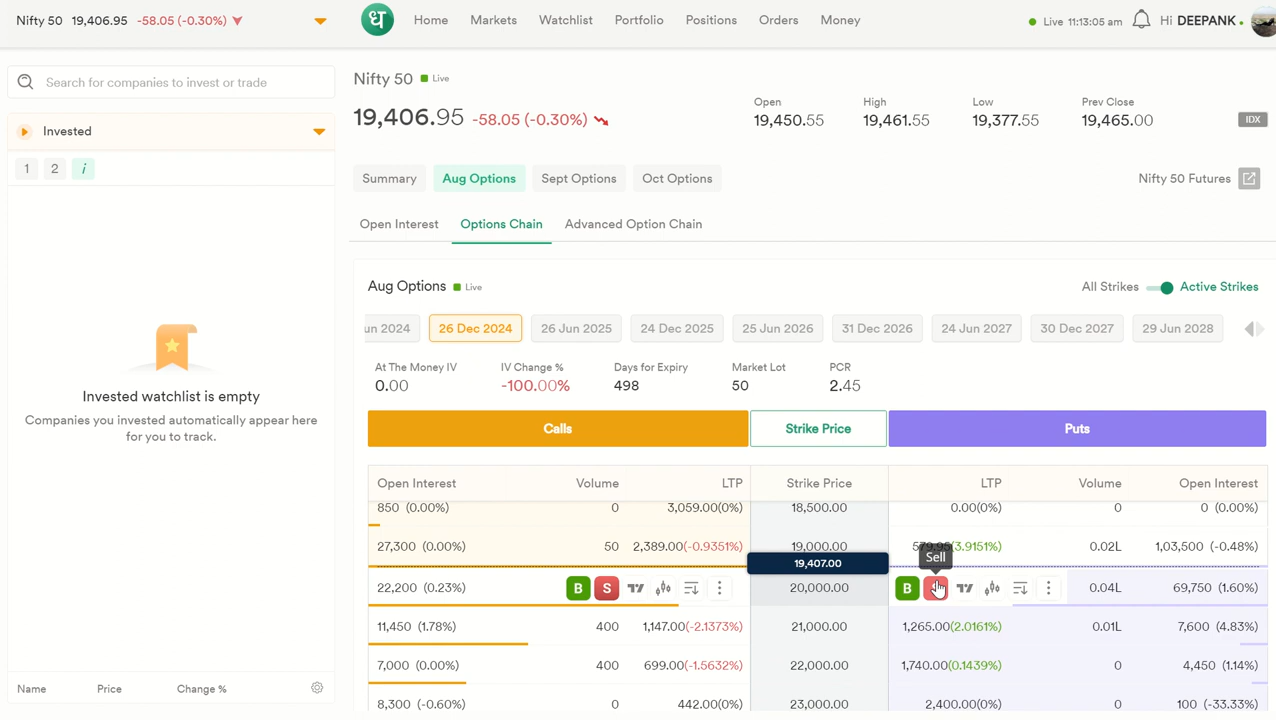 Nifty 50 19,406.95 -58.05 (-0.30%)
ध Home Markets Watchlist Portfolio Positions Orders Money
Live 11:13:05 am Hi DEEPANK
Search for companies to invest or trade
Invested
1 2 i
Invested watchlist is empty
Companies you invested automatically appear here
for you to track.
Name Price Change %
Nifty 50 Live
19,406.95 -58.05 (-0.30%)
Open High Low Prev Close
19,450.55 19,461.55 19,377.55 19,465.00 IDX
Summary Aug Options Sept Options Oct Options Nifty 50 Futures
Open Interest Options Chain Advanced Option Chain
Aug Options Live All Strikes Active Strikes
un 2024 26 Dec 2024 26 Jun 2025 24 Dec 2025 25 Jun 2026 31 Dec 2026 24 Jun 2027 30 Dec 2027 29 Jun 2028
At The Money IV IV Change % Days for Expiry Market Lot PCR
0.00 -100.00% 498 50 2.45
Calls Strike Price Puts
Open Interest Volume LTP Strike Price LTP Volume Open Interest
850 (0.00%) 0 3,059.00(0%) 18,500.00 0.00(0%) 0 0 (0.00%)
27,300 (0.00%) 50 2,389.00(-0.9351%) 19,000.00 579.95(3.9151%) 0.02L 1,03,500 (-0.48%)
19,407.00 Sell
22,200 (0.23%) B S 20,000.00 B 0.04L 69,750 (1.60%)
11,450 (1.78%) 400 1,147.00(-2.1373%) 21,000.00 1,265.00(2.0161%) 0.01L 7,600 (4.83%)
7,000 (0.00%) 400 699.00(-1.5632%) 22,000.00 1,740.00(0.1439%) 0 4,450 (1.14%)
8,300 (-0.60%) 0 442.00(0%) 23,000.00 2,400.00(0%) 0 100 (-33.33%)